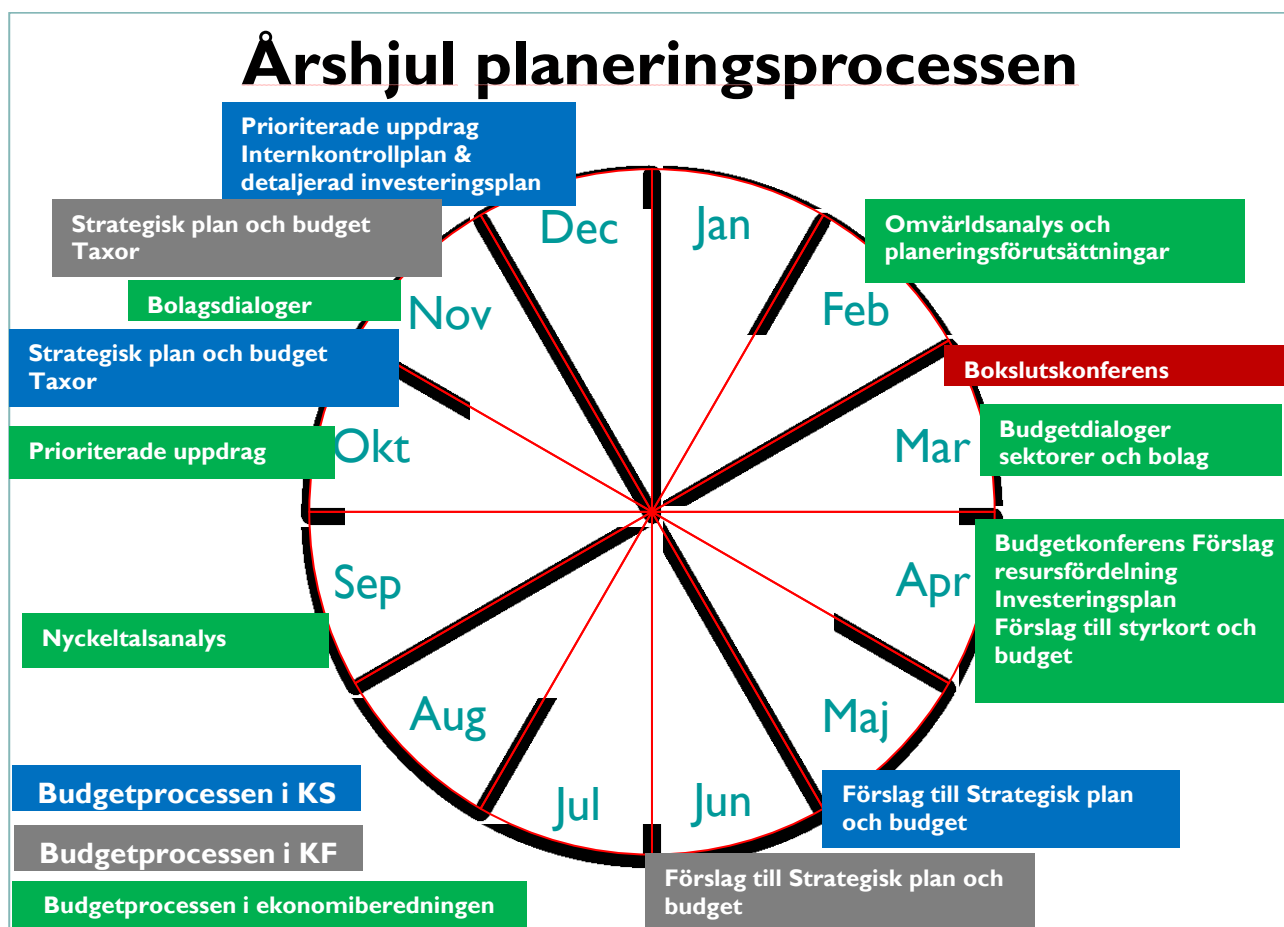 Årshjul planeringsprocessen
Prioriterade uppdrag
Internkontrollplan &
detaljerad investeringsplan
Strategisk plan och budget
Taxor
Bolagsdialoger
Strategisk plan och budget
Taxor
Prioriterade uppdrag
Nyckeltalsanalys
Dec
Jan
Feb
Mar
Apr
Maj
Jun
Jul
Aug
Sep
Okt
Nov
Omvärldsanalys och
planeringsförutsättningar
Bokslutskonferens
Budgetdialoger
sektorer och bolag
Budgetkonferens Förslag
resursfördelning
Investeringsplan
Förslag till styrkort och
budget
Förslag till Strategisk plan
och budget
Förslag till Strategisk plan och
budget
Budgetprocessen i KS
Budgetprocessen i KF
Budgetprocessen i ekonomiberedningen